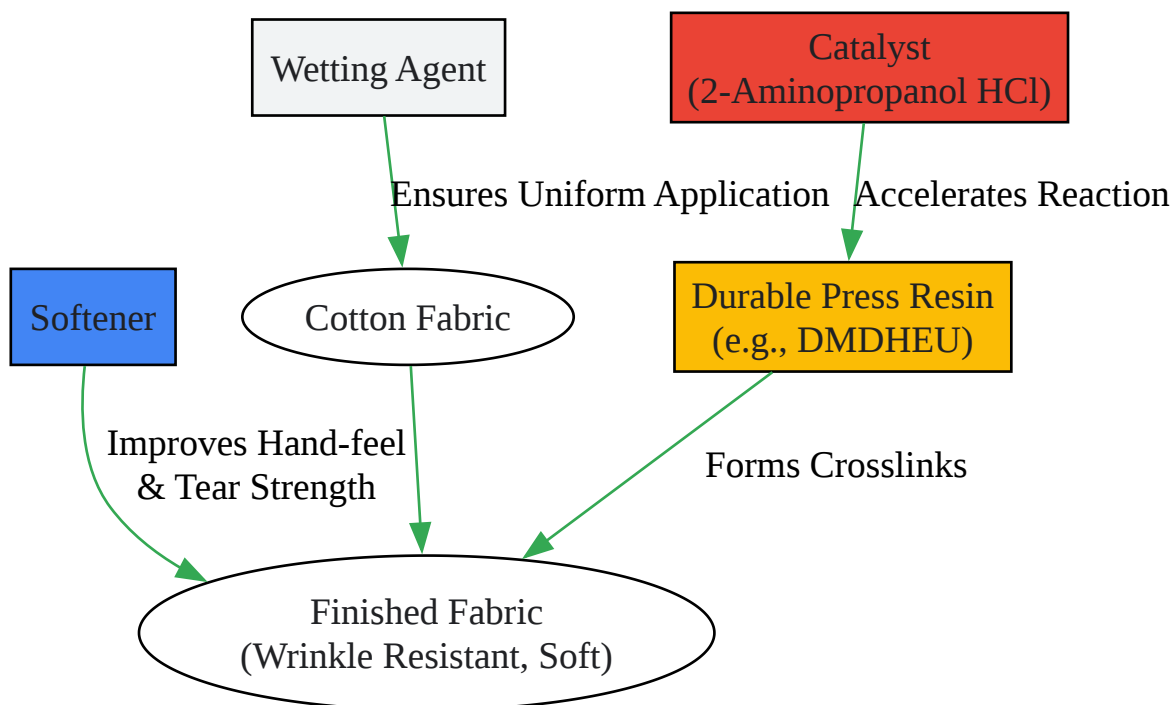 Wetting Agent
Catalyst
(2-Aminopropanol HCl)
Ensures Uniform Application
Accelerates Reaction
Softener
Cotton Fabric
Durable Press Resin
(e.g., DMDHEU)
Improves Hand-feel
& Tear Strength
Forms Crosslinks
Finished Fabric
(Wrinkle Resistant, Soft)